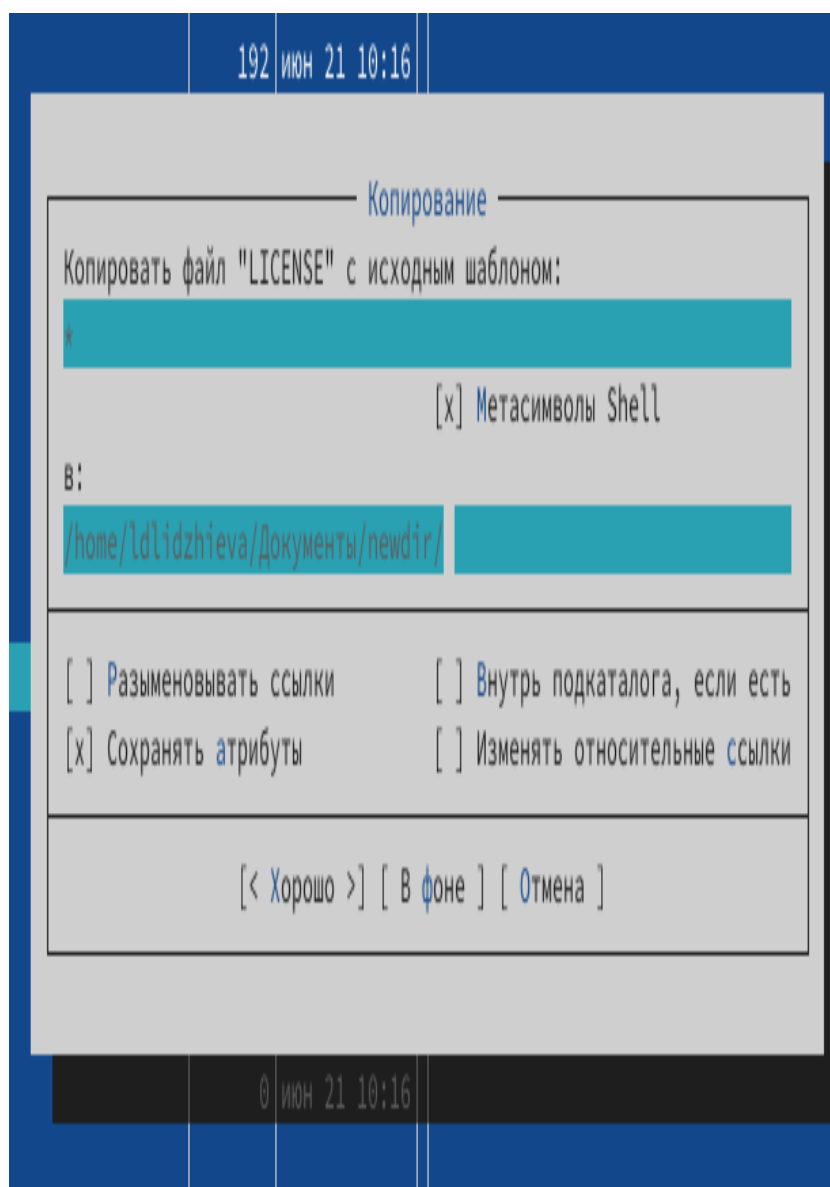 192 июн 21 10:16
Копирование
Копировать файл "LICENSE" с исходным шаблоном:
*
[x] Метасимволы Shell
в:
/home/ldlidzhieva/Документы/newdir/
[ ] Разыменовывать ссылки [ ] Внутрь подкаталога, если есть
[x] Сохранять атрибуты [ ] Изменять относительные ссылки
[< Хорошо >] [ В фоне ] [ Отмена ]
0 июн 21 10:16